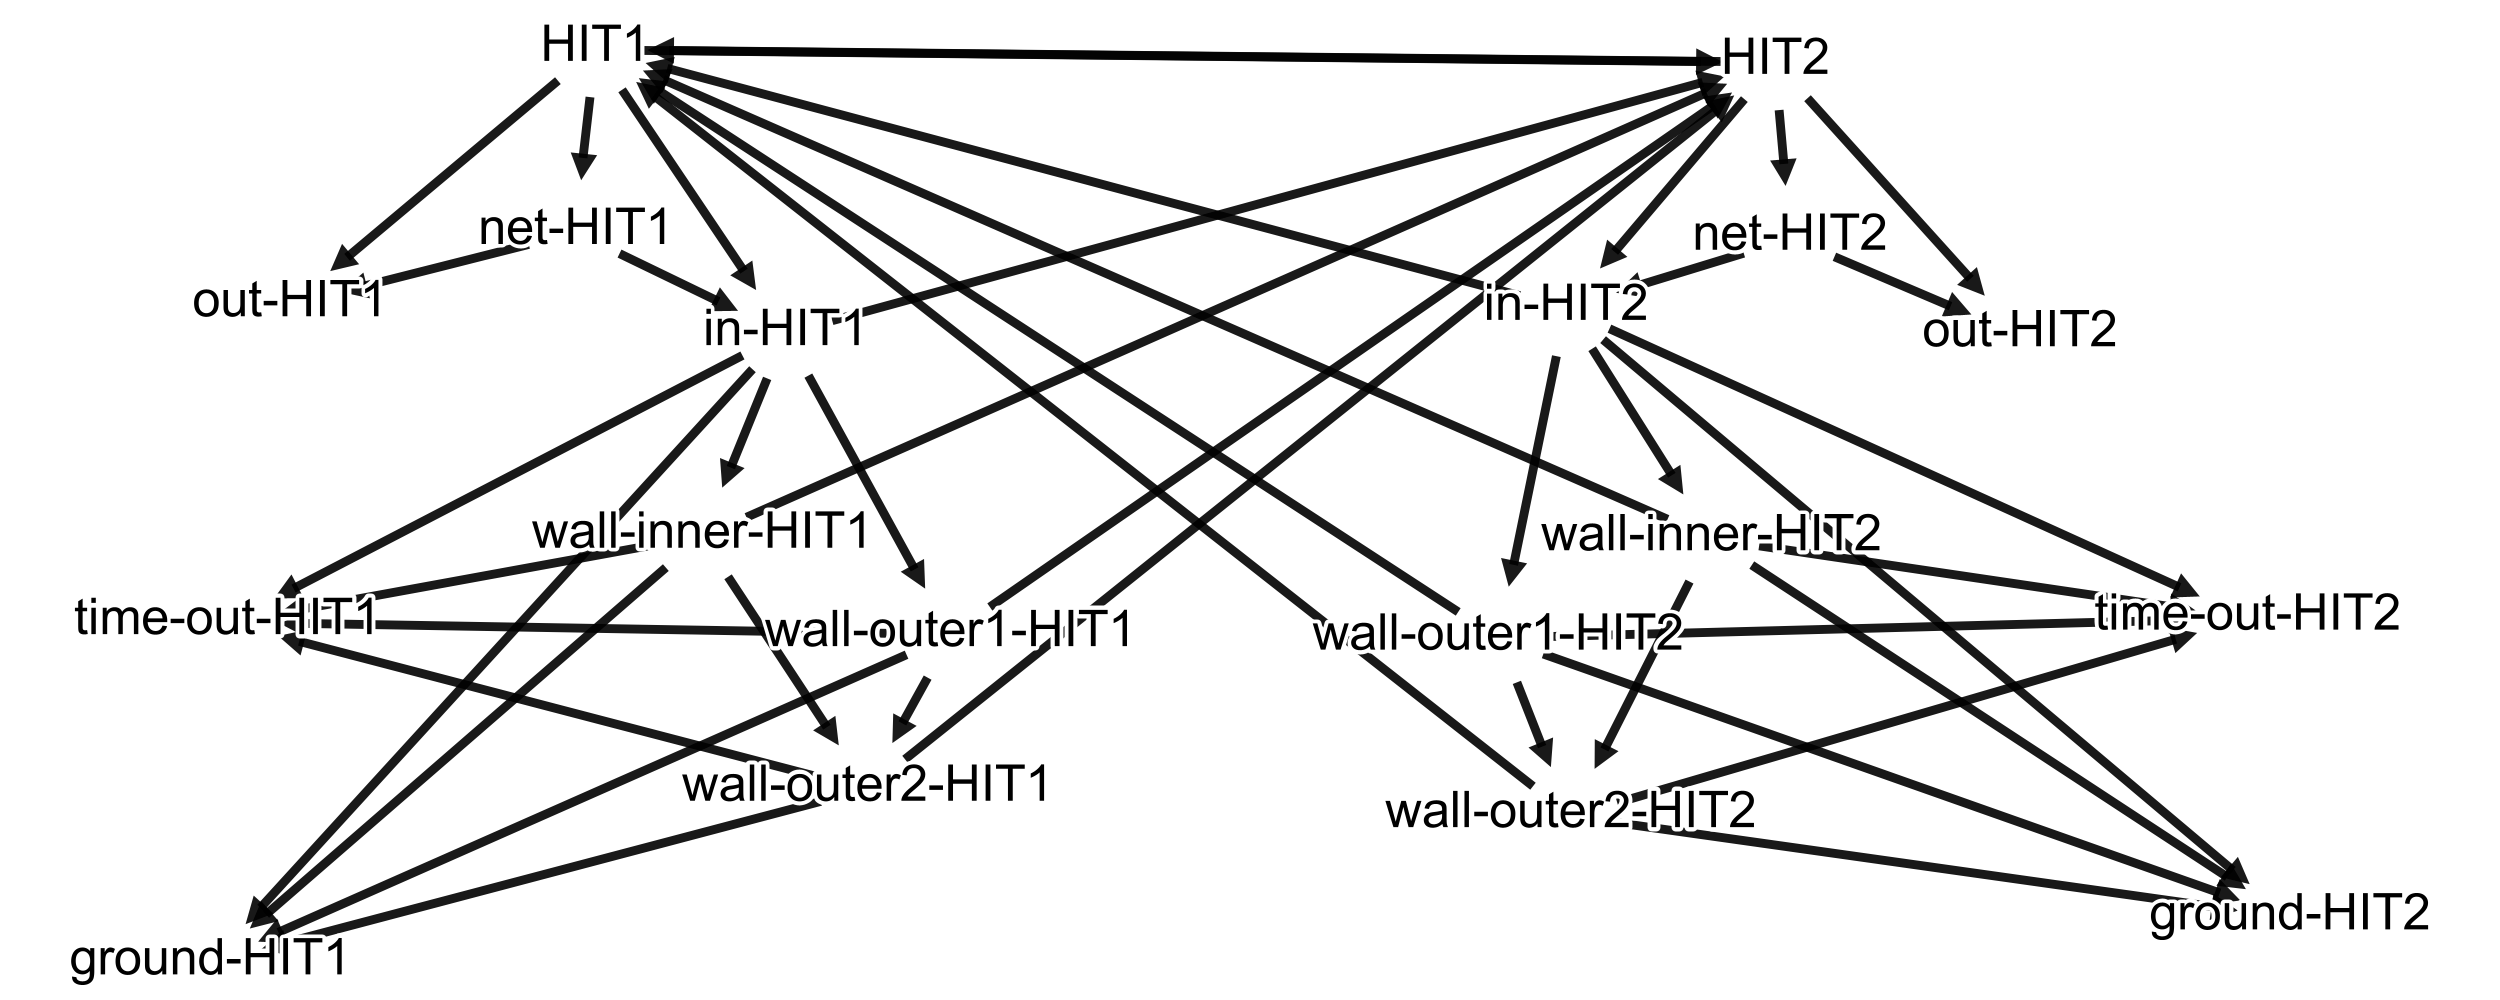 HIT1
HIT2
net-HIT1
net-HIT2
out-HIT1
in-HIT1
in-HIT2
out-HIT2
wall-inner-HIT1
wall-inner-HIT2
time-out-HIT1
wall-outer1-HIT1
wall-outer1-HIT2
time-out-HIT2
wall-outer2-HIT1
wall-outer2-HIT2
ground-HIT1
ground-HIT2